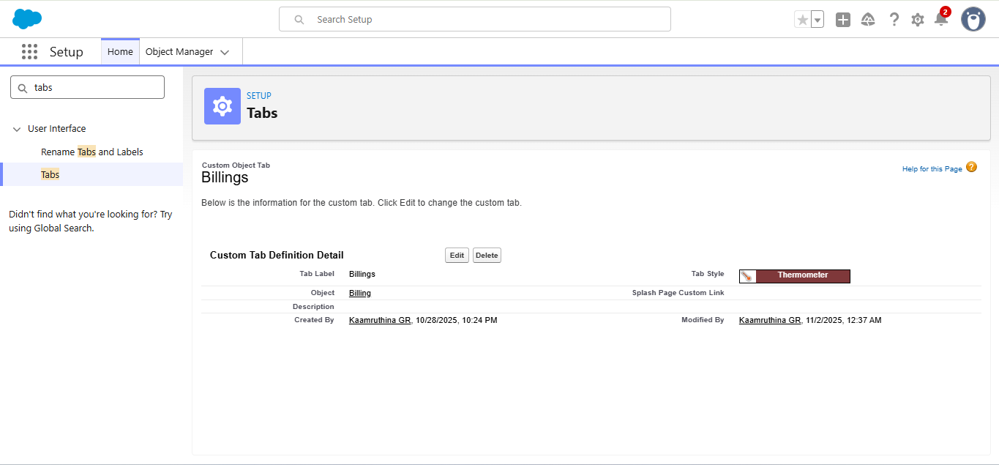 Search Setup
2
Setup
Home
Object Manager
tabs
User Interface
Rename Tabs and Labels
Tabs
Didn't find what you're looking for? Try
using Global Search.
SETUP
Tabs
Custom Object Tab
Billings
Help for this Page ?
Below is the information for the custom tab. Click Edit to change the custom tab.
Custom Tab Definition Detail
Edit
Delete
Tab Label Billings
Tab Style Thermometer
Object Billing
Splash Page Custom Link
Description
Created By Kaamruthina GR, 10/28/2025, 10:24 PM
Modified By Kaamruthina GR, 11/2/2025, 12:37 AM